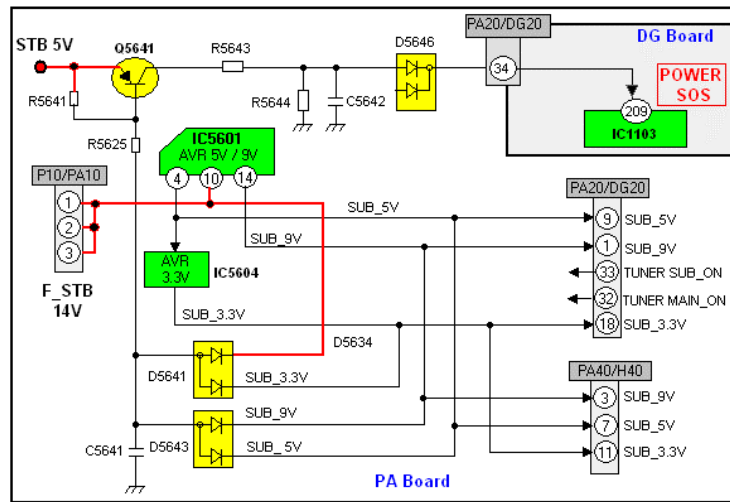 STB 5V
Q5641
R5643
D5646
PA20/DG20
DG Board
34
POWER
SOS
R5641
R5644
C5642
209
IC1103
R5625
IC5601
AVR 5V / 9V
4
10
14
P10/PA10
1
2
3
F_STB
14V
PA20/DG20
SUB_5V
9
SUB_5V
SUB_9V
1
SUB_9V
AVR
3.3V
IC5604
33
TUNER SUB_ON
32
TUNER MAIN_ON
SUB_3.3V
18
SUB_3.3V
D5634
D5641
SUB_3.3V
PA40/H40
SUB_9V
3
SUB_9V
D5643
SUB_ 5V
7
SUB_5V
C5641
11
SUB_3.3V
PA Board